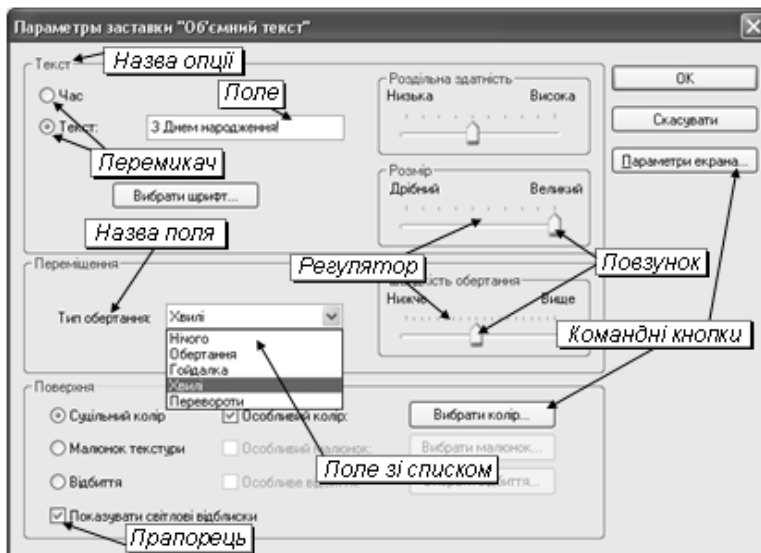 Параметры заставки "Об'ємний текст"
Текст
Назва опції
Час
Поле
Текст:
З Днем народження!
Перемикач
Вибрати шрифт...
Назва поля
Роздільна здатність
Низька Висока
Розмір
Дрібний Великий
OK
Скасувати
Параметри екрана...
Переміщення
Регулятор
Повзунок
обертання
Нижче Вище
Тип обертання:
Хвилі
Нічого
Обертання
Гойдалка
Хвилі
Перевороти
Командні кнопки
Поверхня
Суцільний колір
Особливий колір:
Вибрати колір...
Малюнок текстури
Особливий малюнок:
Вибрати малюнок...
Поле зі списком
Відбиття
Особливе
Показувати світлові відблиски
Прапорець